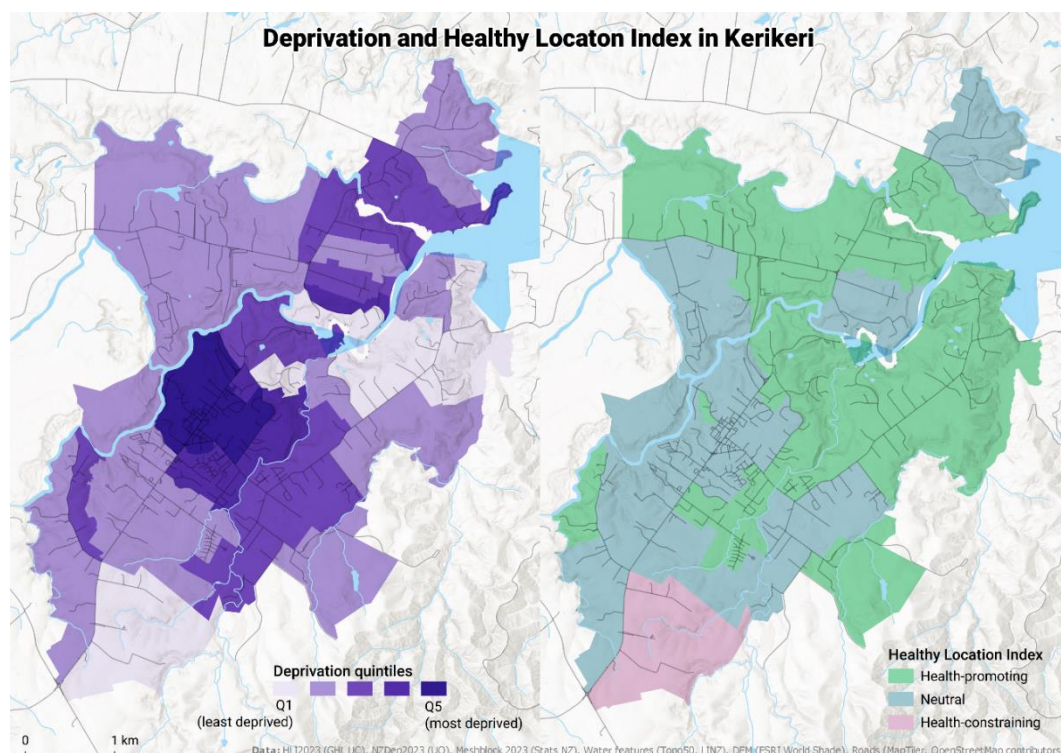 Deprivation and Healthy Locaton Index in Kerikeri
Deprivation quintiles
Q1
(least deprived)
Q5
(most deprived)
0
1 km
Healthy Location Index
Health-promoting
Neutral
Health-constraining
Data: HLI2023 (GHL UC), NZDep2023 (UO), Meshblock 2023 (Stats NZ), Water features (Topo50, LINZ), DEM (ESRI World Shade), Roads (MapTiler, OpenStreetMap contributors)